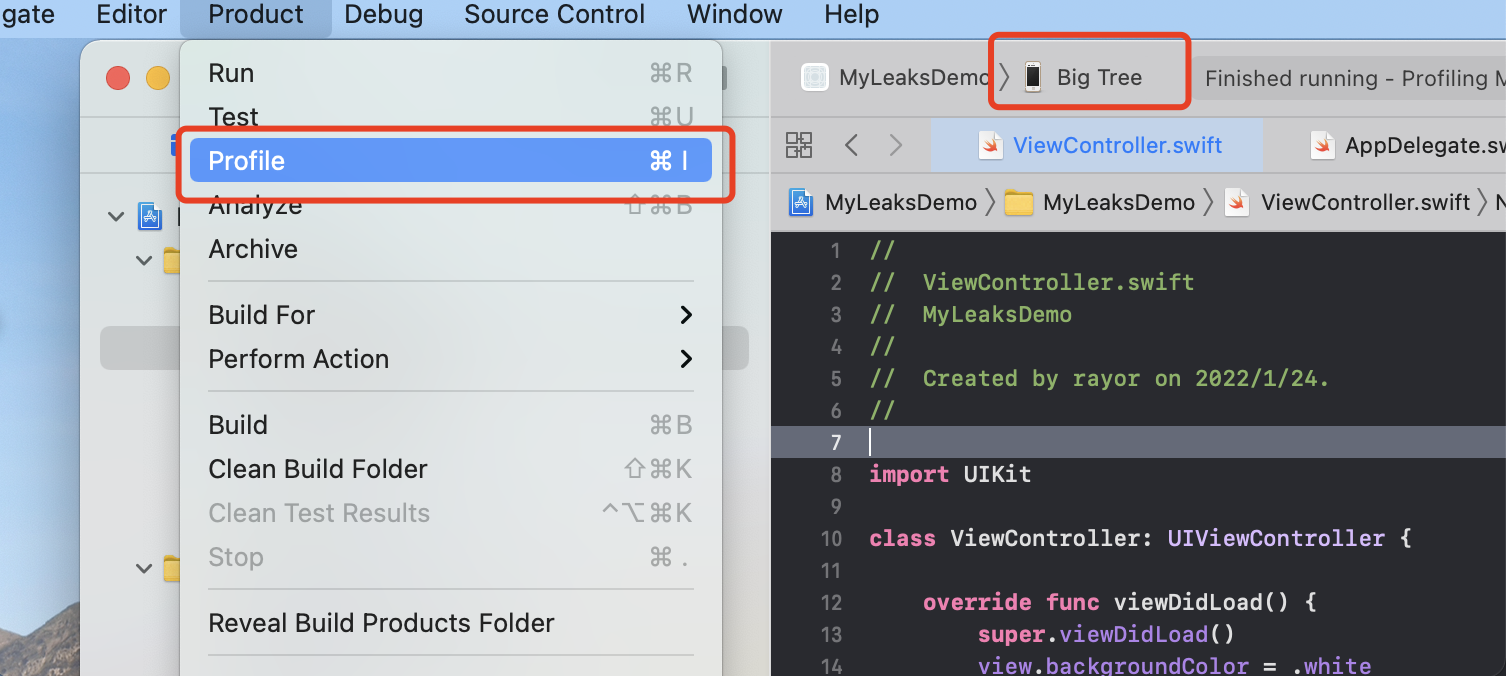 gate Editor Product Debug Source Control Window Help
Run ⌘R
Test ⌘U
Profile ⌘I
Analyze ⇧⌘B
Archive
Build For
Perform Action
Build ⌘B
Clean Build Folder ⇧⌘K
Clean Test Results ^⌥⌘K
Stop ⌘.
Reveal Build Products Folder
MyLeaksDemo Big Tree Finished running - Profiling M
ViewController.swift AppDelegate.sw
MyLeaksDemo MyLeaksDemo ViewController.swift N
1 //
2 //  ViewController.swift
3 //  MyLeaksDemo
4 //
5 //  Created by rayor on 2022/1/24.
6 //
7
8 import UIKit
9
10 class ViewController: UIViewController {
11
12     override func viewDidLoad() {
13         super.viewDidLoad()
14         view.backgroundColor = .white